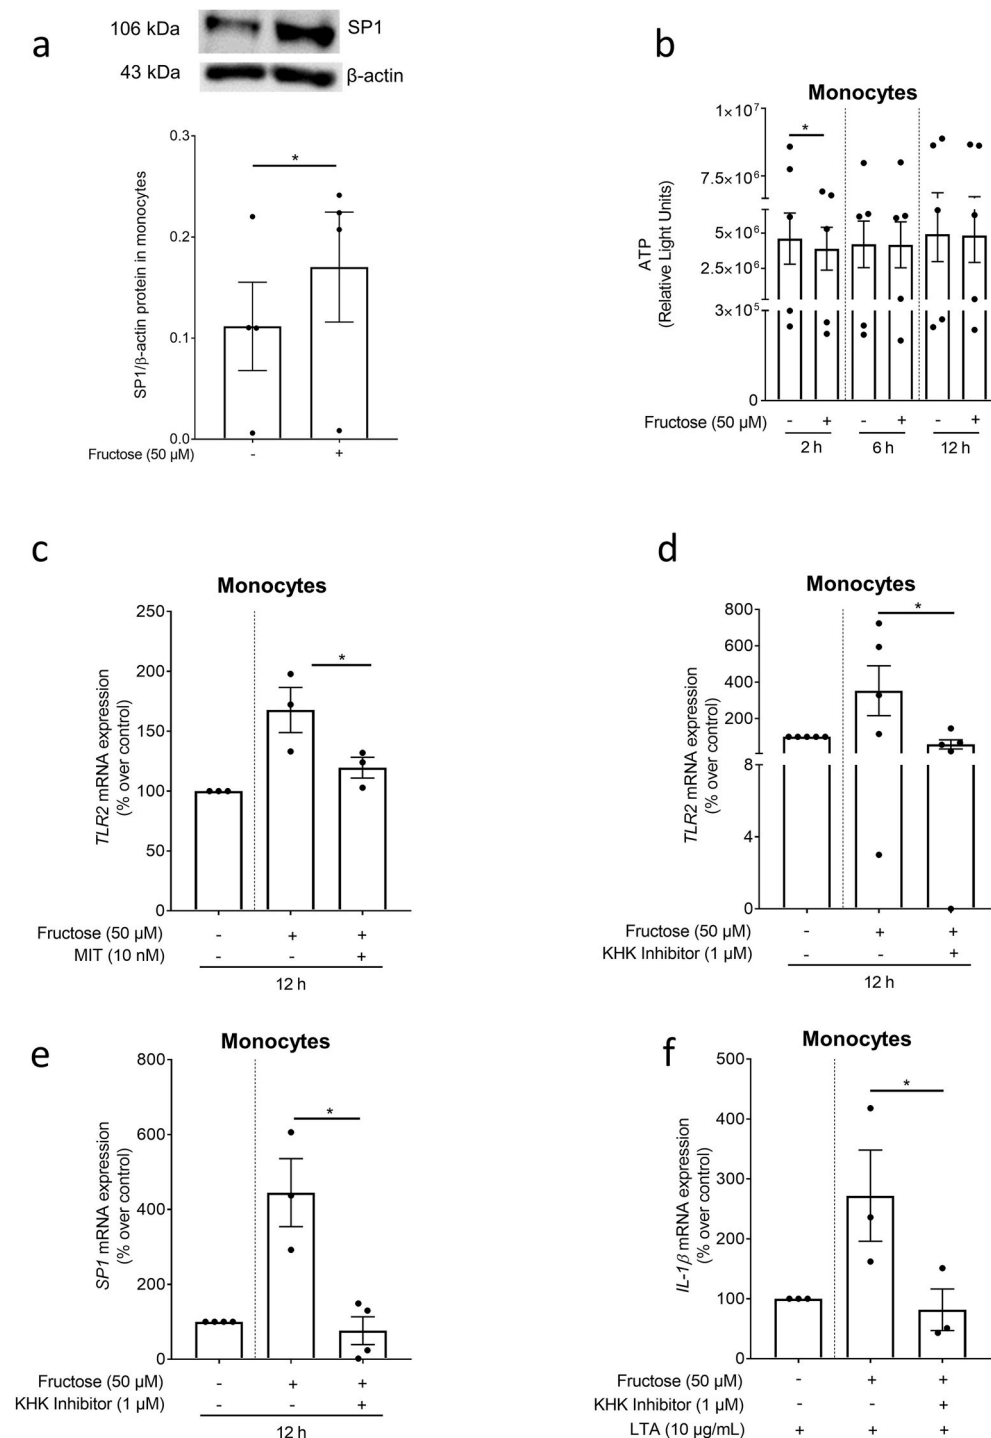 a
106 kDa
SP1
43 kDa
β-actin
SP1/β-actin protein in monocytes
0.3
*
0.2
0.1
0.0
Fructose (50 µM)
-
+
b
Monocytes
ATP
(Relative Light Units)
1×10⁷
*
7.5×10⁶
5×10⁶
2.5×10⁶
3×10⁵
0
Fructose (50 µM)
- + - + - +
2 h 6 h 12 h
c
Monocytes
TLR2 mRNA expression
(% over control)
250
200
*
150
100
50
0
Fructose (50 µM) - + +
MIT (10 nM) - - +
12 h
d
Monocytes
TLR2 mRNA expression
(% over control)
800
*
600
400
200
8
4
0
Fructose (50 µM) - + +
KHK Inhibitor (1 µM) - - +
12 h
e
Monocytes
SP1 mRNA expression
(% over control)
800
*
600
400
200
0
Fructose (50 µM) - + +
KHK Inhibitor (1 µM) - - +
12 h
f
Monocytes
IL-1β mRNA expression
(% over control)
500
*
400
300
200
100
0
Fructose (50 µM) - + +
KHK Inhibitor (1 µM) - - +
LTA (10 µg/mL) + + +